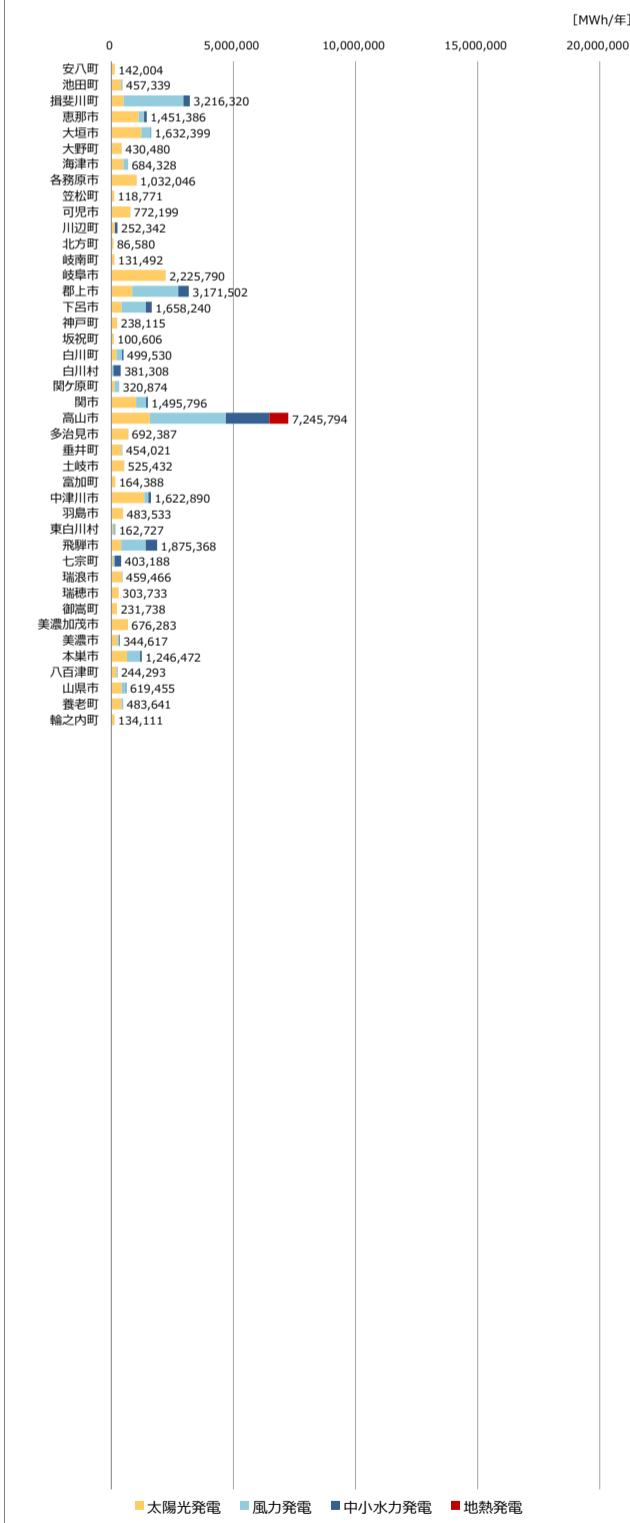 [MWh/年]
0 5,000,000 10,000,000 15,000,000 20,000,000
安八町 142,004
池田町 457,339
揖斐川町 3,216,320
恵那市 1,451,386
大垣市 1,632,399
大野町 430,480
海津市 684,328
各務原市 1,032,046
笠松町 118,771
可児市 772,199
川辺町 252,342
北方町 86,580
岐南町 131,492
岐阜市 2,225,790
郡上市 3,171,502
下呂市 1,658,240
神戸町 238,115
坂祝町 100,606
白川町 499,530
白川村 381,308
関ケ原町 320,874
関市 1,495,796
高山市 7,245,794
多治見市 692,387
垂井町 454,021
土岐市 525,432
富加町 164,388
中津川市 1,622,890
羽島市 483,533
東白川村 162,727
飛騨市 1,875,368
七宗町 403,188
瑞浪市 459,466
瑞穂市 303,733
御嵩町 231,738
美濃加茂市 676,283
美濃市 344,617
本巣市 1,246,472
八百津町 244,293
山県市 619,455
養老町 483,641
輪之内町 134,111
太陽光発電 風力発電 中小水力発電 地熱発電